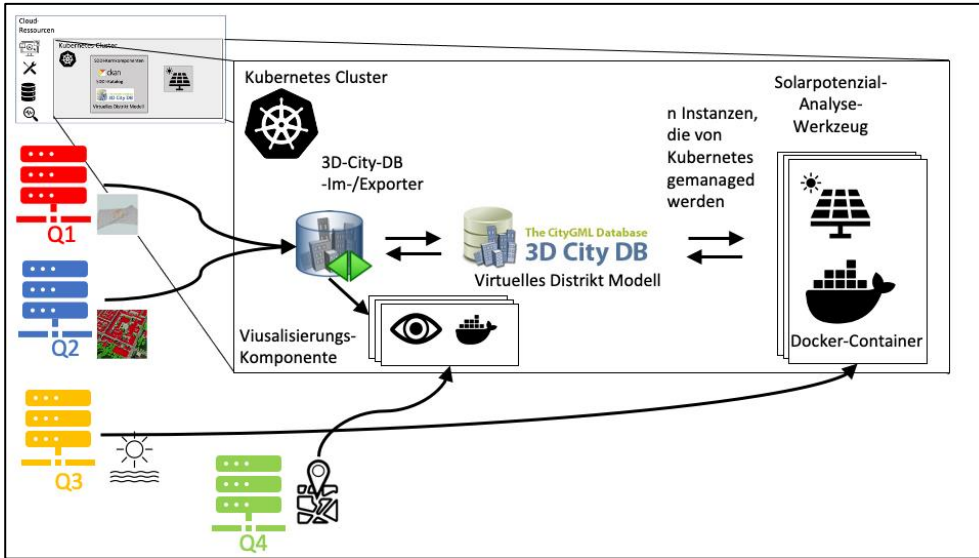 Cloud-
Ressourcen
Kubernetes Cluster
ckan
3D City DB
Virtuelles Distrikt Modell
Kubernetes Cluster
Solarpotenzial-
Analyse-
Werkzeug
n Instanzen,
die von
Kubernetes
gemanaged
werden
3D-City-DB
-Im-/Exporter
The CityGML Database
3D City DB
Virtuelles Distrikt Modell
Viusalisierungs-
Komponente
Docker-Container
Q1
Q2
Q3
Q4